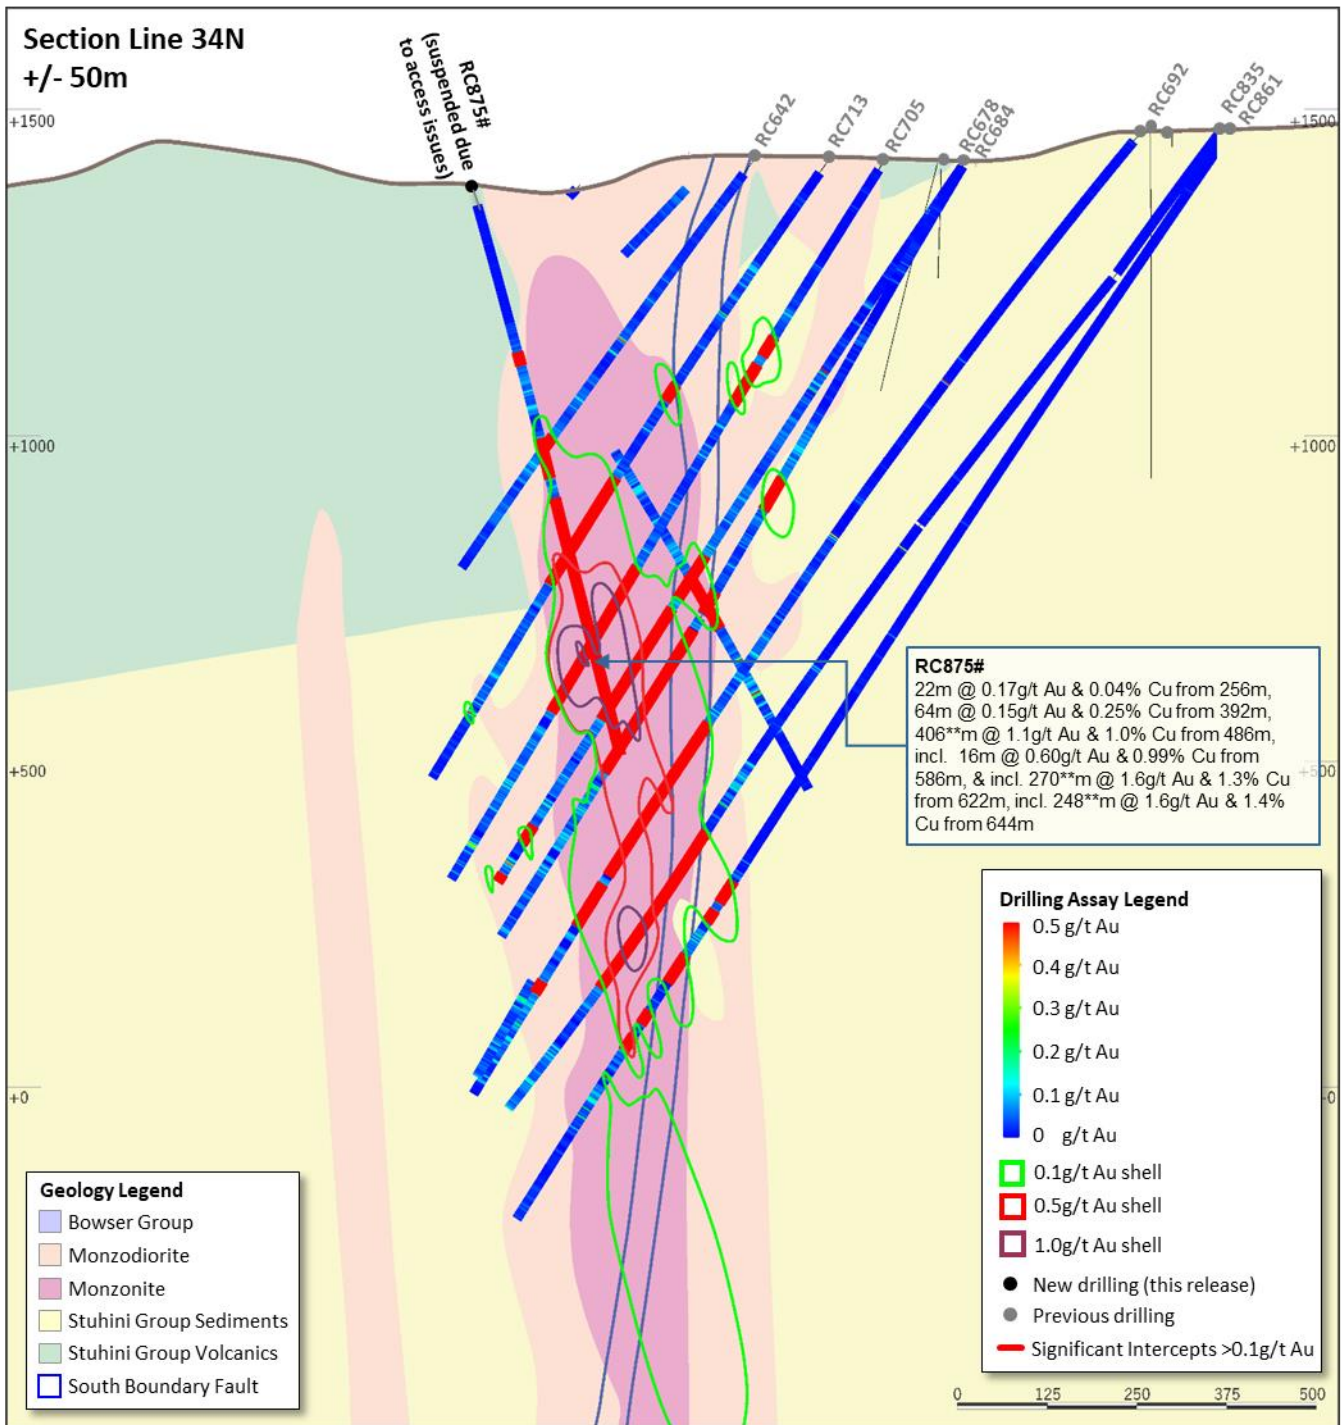 Section Line 34N
+/- 50m
RC875#
(suspended due
to access issues)
RC642
RC713
RC705
RC678
RC684
RC692
RC835
RC861
+1500
+1500
+1000
+1000
+500
+500
+0
RC875#
22m @ 0.17g/t Au & 0.04% Cu from 256m,
64m @ 0.15g/t Au & 0.25% Cu from 392m,
406**m @ 1.1g/t Au & 1.0% Cu from 486m,
incl. 16m @ 0.60g/t Au & 0.99% Cu from
586m, & incl. 270**m @ 1.6g/t Au & 1.3% Cu
from 622m, incl. 248**m @ 1.6g/t Au & 1.4%
Cu from 644m
Drilling Assay Legend
0.5 g/t Au
0.4 g/t Au
0.3 g/t Au
0.2 g/t Au
0.1 g/t Au
0 g/t Au
0.1g/t Au shell
0.5g/t Au shell
1.0g/t Au shell
New drilling (this release)
Previous drilling
Significant Intercepts >0.1g/t Au
Geology Legend
Bowser Group
Monzodiorite
Monzonite
Stuhini Group Sediments
Stuhini Group Volcanics
South Boundary Fault
0 125 250 375 500